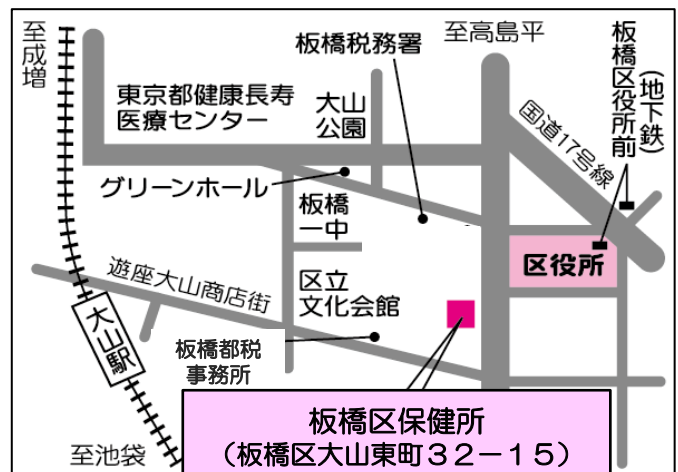 至成増
板橋税務署
至高島平
板橋区役所前
(地下鉄)
東京都健康長寿
医療センター
大山
公園
国道17号線
グリーンホール
板橋
一中
区役所
遊座大山商店街
区立
文化会館
大山駅
板橋都税
事務所
至池袋
板橋区保健所
(板橋区大山東町３２－１５)